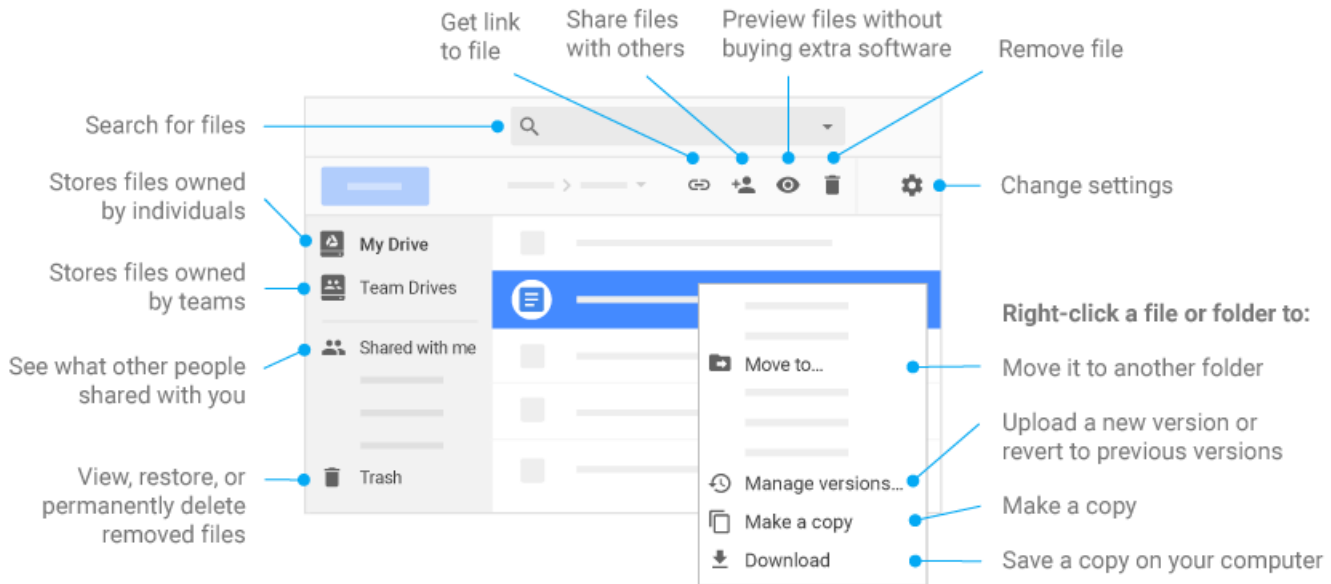 Get link
to file
Share files
with others
Preview files without
buying extra software
Remove file
Search for files
Change settings
Stores files owned
by individuals
My Drive
Stores files owned
by teams
Team Drives
See what other people
shared with you
Shared with me
View, restore, or
permanently delete
removed files
Trash
Right-click a file or folder to:
Move to...
Move it to another folder
Manage versions...
Upload a new version or
revert to previous versions
Make a copy
Make a copy
Download
Save a copy on your computer